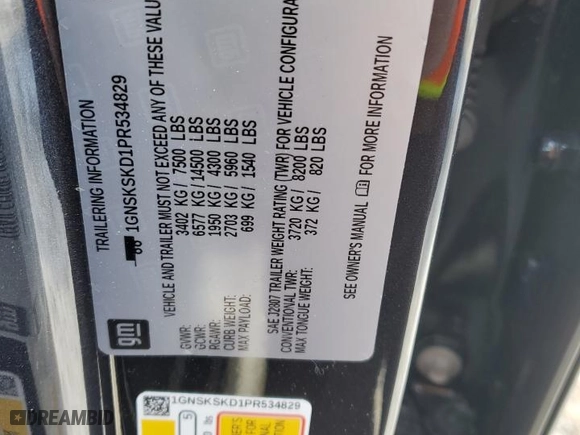 TRAILERING INFORMATION
1GNSKSKD1PR534829
VEHICLE AND TRAILER MUST NOT EXCEED ANY OF THESE VALU
GVWR: 3402 KG / 7500 LBS
GCWR: 6577 KG / 14500 LBS
RGAWR: 1950 KG / 4300 LBS
CURB WEIGHT: 2703 KG / 5960 LBS
MAX PAYLOAD: 699 KG / 1540 LBS
SAE J2807 TRAILER WEIGHT RATING (TWR) FOR VEHICLE CONFIGURA
CONVENTIONAL TWR: 3720 KG / 8200 LBS
MAX TONGUE WEIGHT: 372 KG / 820 LBS
SEE OWNER'S MANUAL FOR MORE INFORMATION
gm
1GNSKSKD1PR534829
5
lbs
DREAMBID